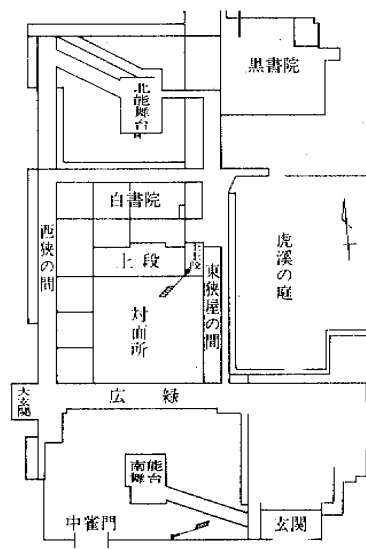 黒書院
北能舞台
白書院
西狭の間
上段
上上段
東狭屋の間
虎溪の庭
対面所
大玄関
広縁
南能
舞台
中雀門
玄関